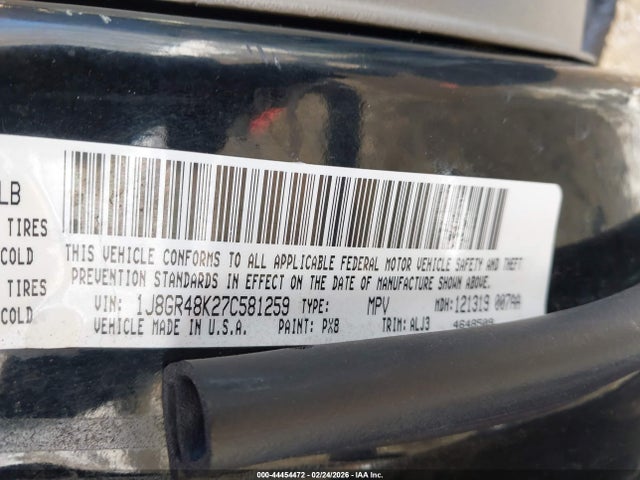 LB
TIRES
COLD
TIRES
COLD
THIS VEHICLE CONFORMS TO ALL APPLICABLE FEDERAL MOTOR VEHICLE SAFETY AND THEFT
PREVENTION STANDARDS IN EFFECT ON THE DATE OF MANUFACTURE SHOWN ABOVE.
VIN: 1J8GR48K27C581259 TYPE: MPV MDH: 121319 007AA
VEHICLE MADE IN U.S.A. PAINT: PX8 TRIM: ALJ3 4648509
000-44454472 - 02/24/2026 - IAA Inc.